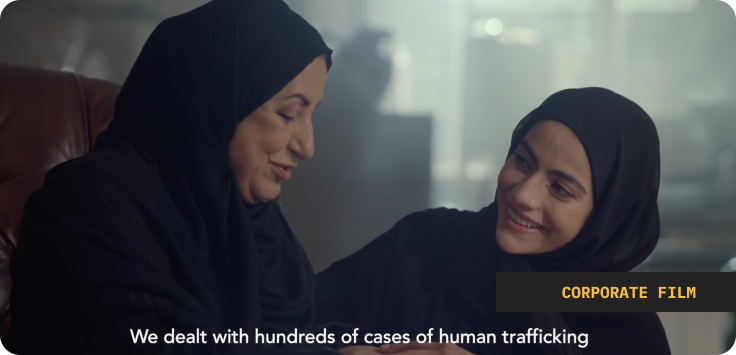 CORPORATE FILM
We dealt with hundreds of cases of human trafficking